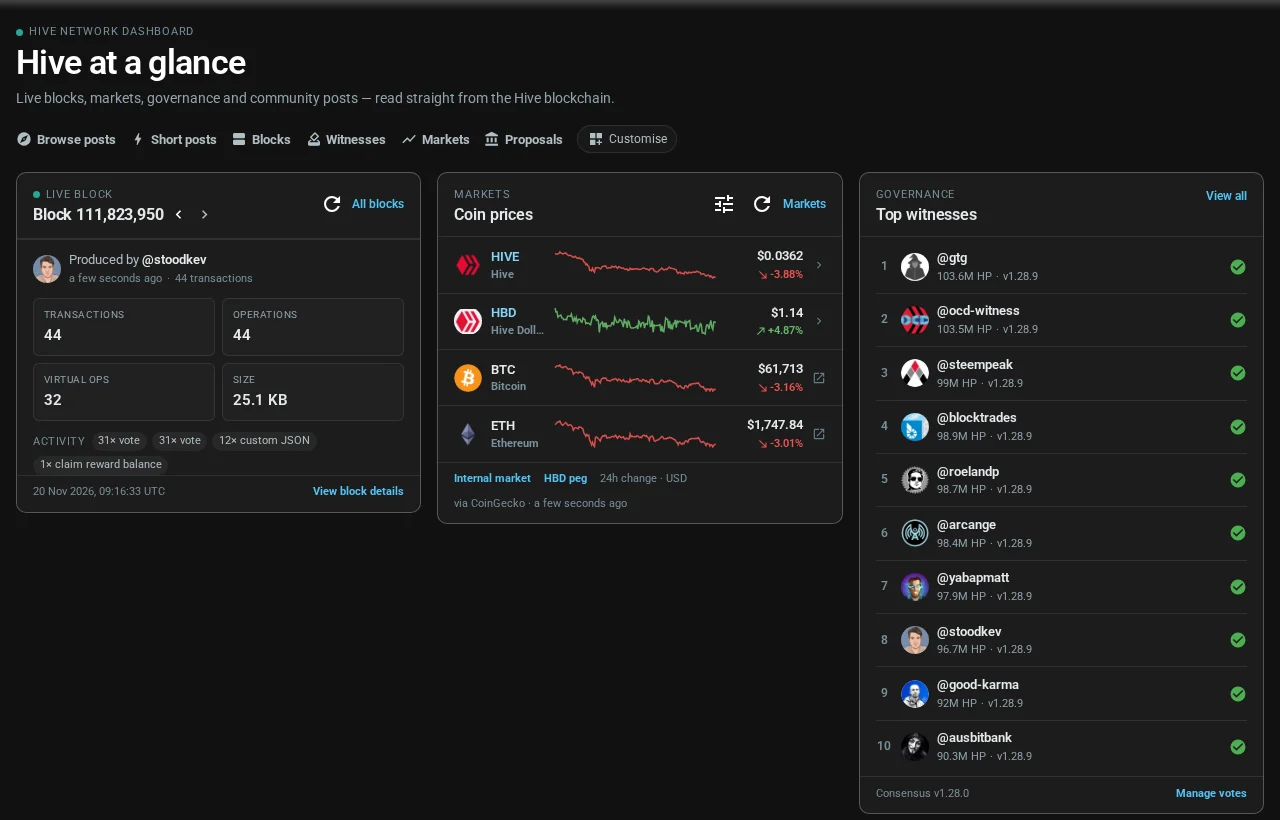 HIVE NETWORK DASHBOARD
Hive at a glance
Live blocks, markets, governance and community posts — read straight from the Hive blockchain.
Browse posts Short posts Blocks Witnesses Markets Proposals Customise
LIVE BLOCK
Block 111,823,950
All blocks
Produced by @stoodkev
a few seconds ago · 44 transactions
TRANSACTIONS
44
OPERATIONS
44
VIRTUAL OPS
32
SIZE
25.1 KB
ACTIVITY 31× vote 31× vote 12× custom JSON
1× claim reward balance
20 Nov 2026, 09:16:33 UTC View block details
MARKETS
Coin prices
Markets
HIVE
Hive
$0.0362
↘ -3.88%
HBD
Hive Doll...
$1.14
↗ +4.87%
BTC
Bitcoin
$61,713
↘ -3.16%
ETH
Ethereum
$1,747.84
↘ -3.01%
Internal market HBD peg 24h change · USD
via CoinGecko · a few seconds ago
GOVERNANCE
Top witnesses
View all
1 @gtg
103.6M HP · v1.28.9
2 @ocd-witness
103.5M HP · v1.28.9
3 @steempeak
99M HP · v1.28.9
4 @blocktrades
98.9M HP · v1.28.9
5 @roelandp
98.7M HP · v1.28.9
6 @arcange
98.4M HP · v1.28.9
7 @yabapmatt
97.9M HP · v1.28.9
8 @stoodkev
96.7M HP · v1.28.9
9 @good-karma
92M HP · v1.28.9
10 @ausbitbank
90.3M HP · v1.28.9
Consensus v1.28.0 Manage votes